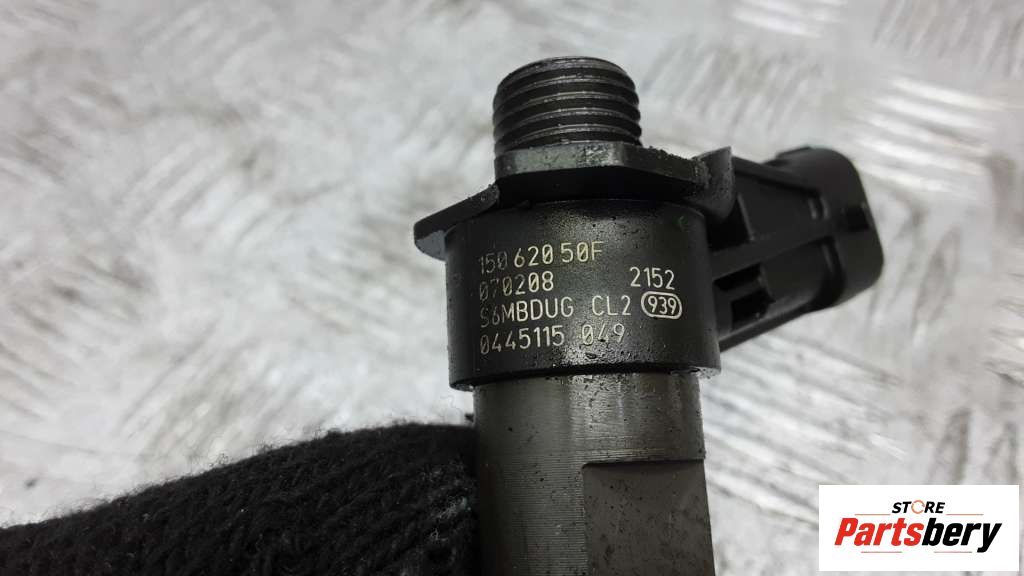 150 620 50F
070208 2152
S6MBDUG CL2 939
0445115 049
STORE
Partsbery